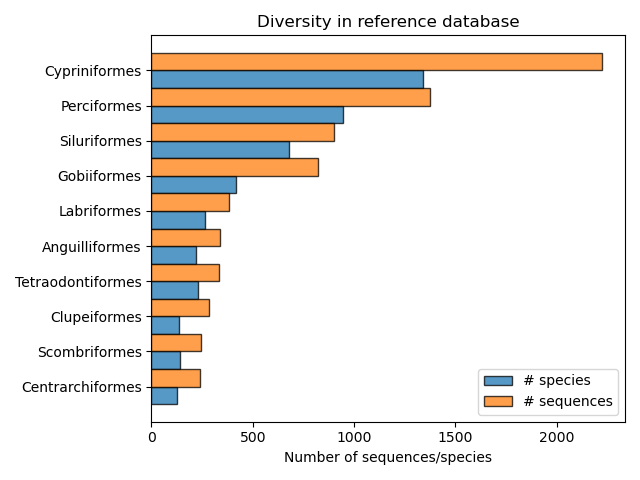 Diversity in reference database
Cypriniformes
Perciformes
Siluriformes
Gobiiformes
Labriformes
Anguilliformes
Tetraodontiformes
Clupeiformes
Scombriformes
Centrarchiformes
# species
# sequences
0 500 1000 1500 2000
Number of sequences/species